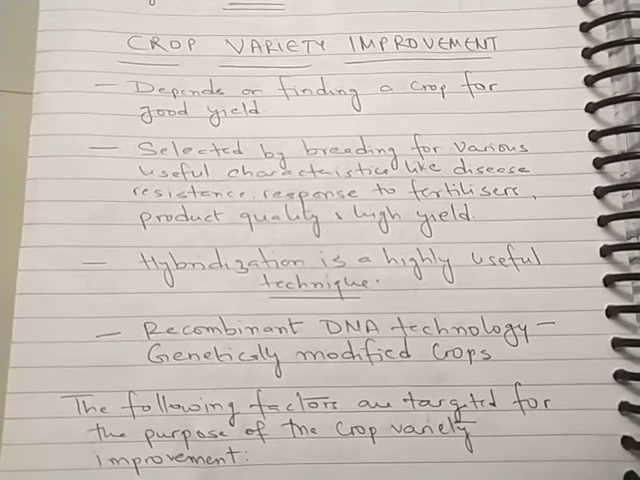 CROP VARIETY IMPROVEMENT
- Depends on finding a crop for
good yield.
- Selected by breeding for various
useful characteristics like disease
resistance, response to fertilisers,
product quality & high yield.
- Hybridization is a highly useful
technique.
- Recombinant DNA technology -
Geneticaly modified Crops
The following factors are targeted for
the purpose of the Crop variety
improvement: